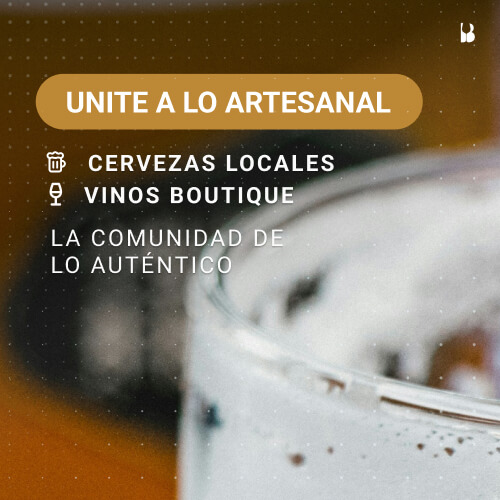 UNITE A LO ARTESANAL
CERVEZAS LOCALES
VINOS BOUTIQUE
LA COMUNIDAD DE
LO AUTÉNTICO